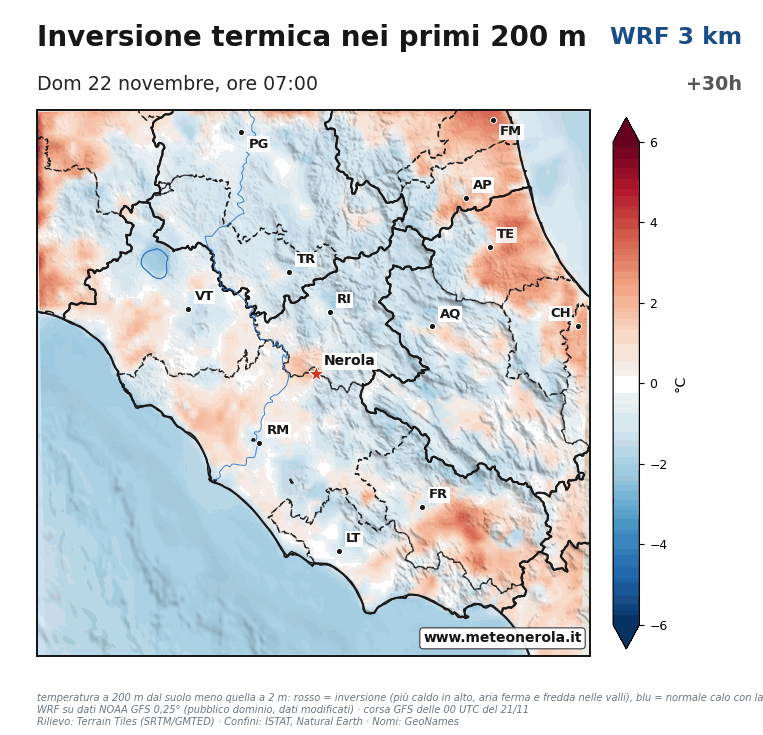 Inversione termica nei primi 200 m
WRF 3 km
Dom 22 novembre, ore 07:00
+30h
FM
PG
AP
TE
TR
VT
RI
AQ
CH
Nerola
RM
FR
LT
www.meteonerola.it
6
4
2
0
−2
−4
−6
°C
temperatura a 200 m dal suolo meno quella a 2 m: rosso = inversione (più caldo in alto, aria ferma e fredda nelle valli), blu = normale calo con la
WRF su dati NOAA GFS 0,25° (pubblico dominio, dati modificati) · corsa GFS delle 00 UTC del 21/11
Rilievo: Terrain Tiles (SRTM/GMTED) · Confini: ISTAT, Natural Earth · Nomi: GeoNames